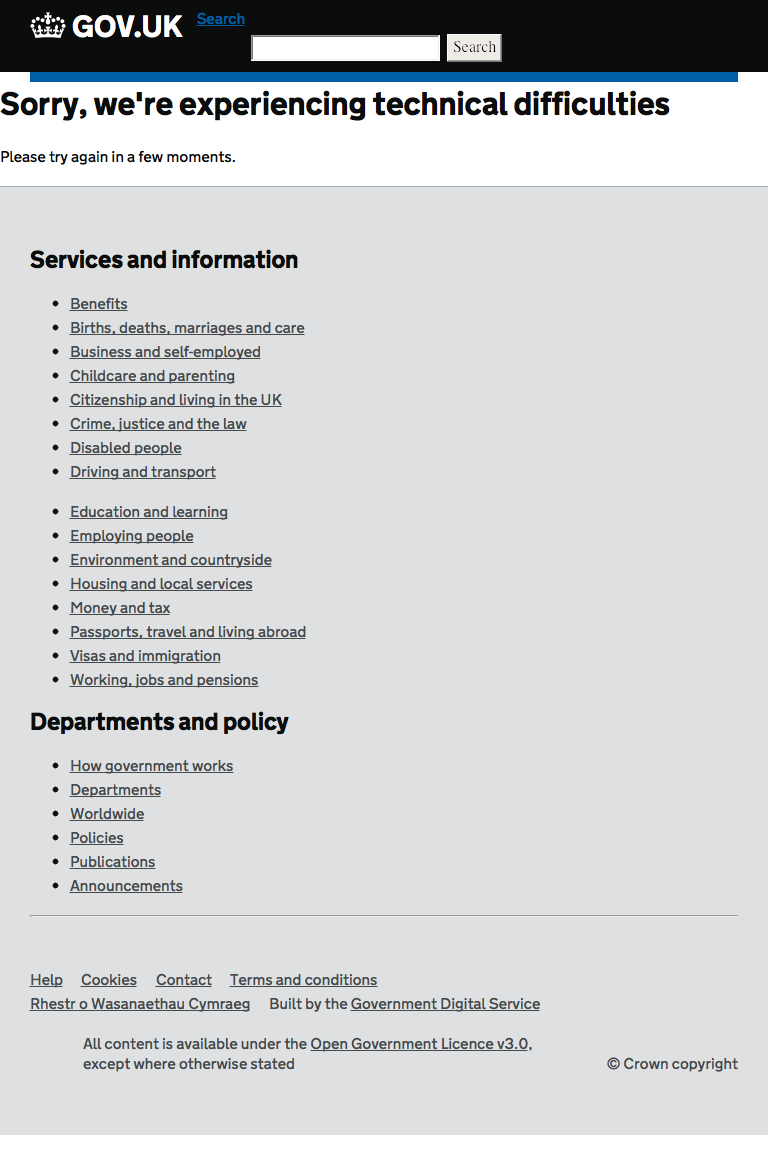 GOV.UK
Search
Search
Sorry, we're experiencing technical difficulties
Please try again in a few moments.
Services and information
Benefits
Births, deaths, marriages and care
Business and self-employed
Childcare and parenting
Citizenship and living in the UK
Crime, justice and the law
Disabled people
Driving and transport
Education and learning
Employing people
Environment and countryside
Housing and local services
Money and tax
Passports, travel and living abroad
Visas and immigration
Working, jobs and pensions
Departments and policy
How government works
Departments
Worldwide
Policies
Publications
Announcements
Help Cookies Contact Terms and conditions
Rhestr o Wasanaethau Cymraeg Built by the Government Digital Service
All content is available under the Open Government Licence v3.0,
except where otherwise stated © Crown copyright